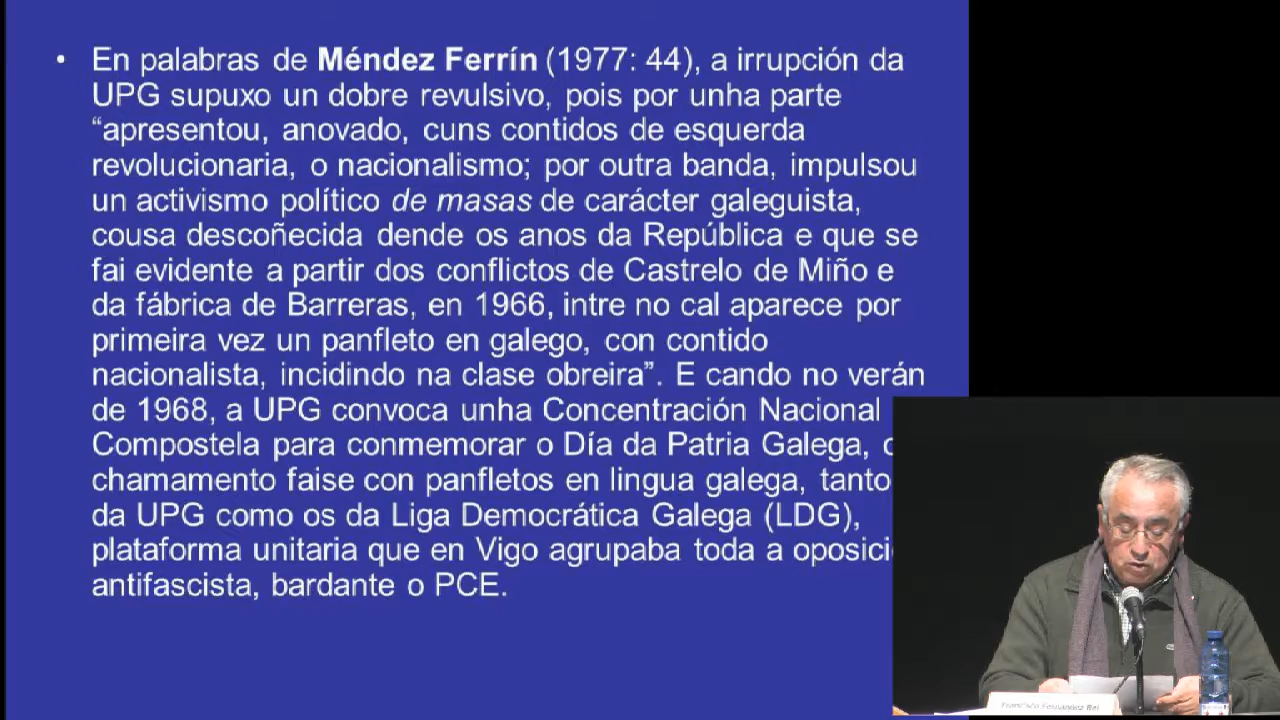 • En palabras de Méndez Ferrín (1977: 44), a irrupción da
UPG supuxo un dobre revulsivo, pois por unha parte
“apresentou, anovado, cuns contidos de esquerda
revolucionaria, o nacionalismo; por outra banda, impulsou
un activismo político de masas de carácter galeguista,
cousa descoñecida dende os anos da República e que se
fai evidente a partir dos conflictos de Castrelo de Miño e
da fábrica de Barreras, en 1966, intre no cal aparece por
primeira vez un panfleto en galego, con contido
nacionalista, incidindo na clase obreira”. E cando no verán
de 1968, a UPG convoca unha Concentración Nacional
Compostela para conmemorar o Día da Patria Galega,
chamamento faise con panfletos en lingua galega, tanto
da UPG como os da Liga Democrática Galega (LDG),
plataforma unitaria que en Vigo agrupaba toda a oposici
antifascista, bardante o PCE.
Francisco Fernández Rei